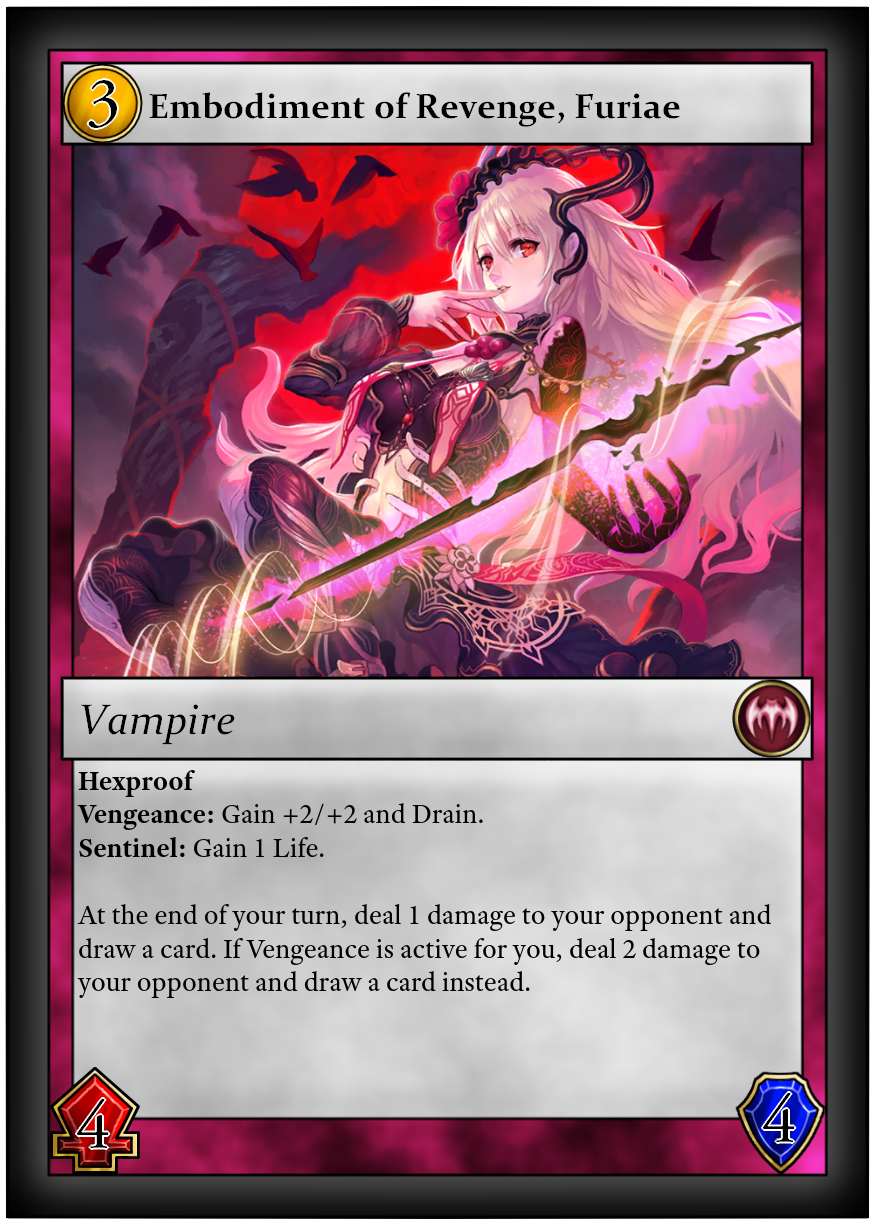 3
Embodiment of Revenge, Furiae
Vampire
Hexproof
Vengeance: Gain +2/+2 and Drain.
Sentinel: Gain 1 Life.
At the end of your turn, deal 1 damage to your opponent and
draw a card. If Vengeance is active for you, deal 2 damage to
your opponent and draw a card instead.
4
4